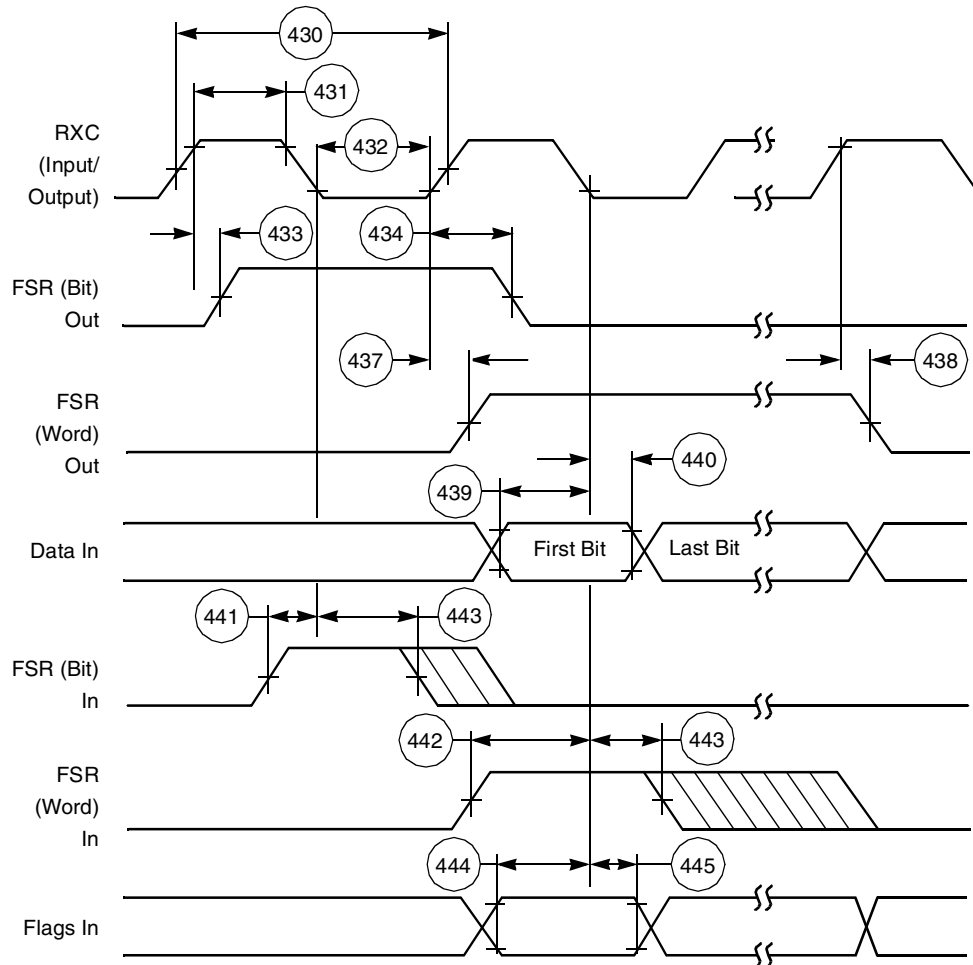 430
431
RXC
(Input/
Output)
432
433
434
FSR (Bit)
Out
437
438
FSR
(Word)
Out
440
439
Data In
First Bit
Last Bit
441
443
FSR (Bit)
In
442
443
FSR
(Word)
In
444
445
Flags In